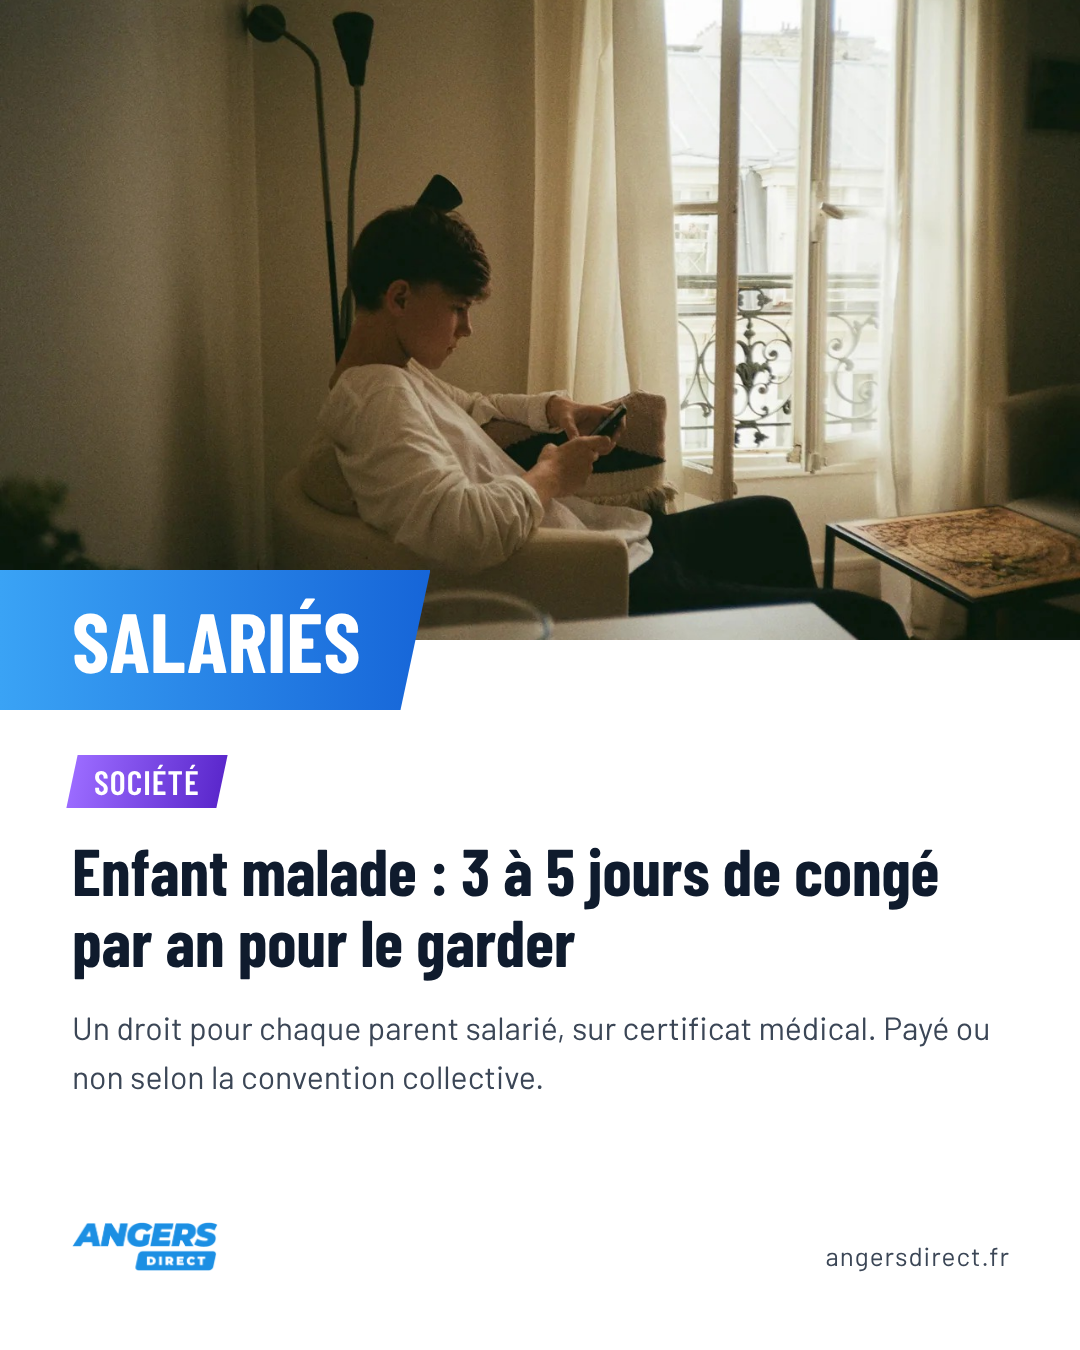 SALARIÉS
SOCIÉTÉ
Enfant malade : 3 à 5 jours de congé
par an pour le garder
Un droit pour chaque parent salarié, sur certificat médical. Payé ou
non selon la convention collective.
ANGERS
DIRECT
angersdirect.fr